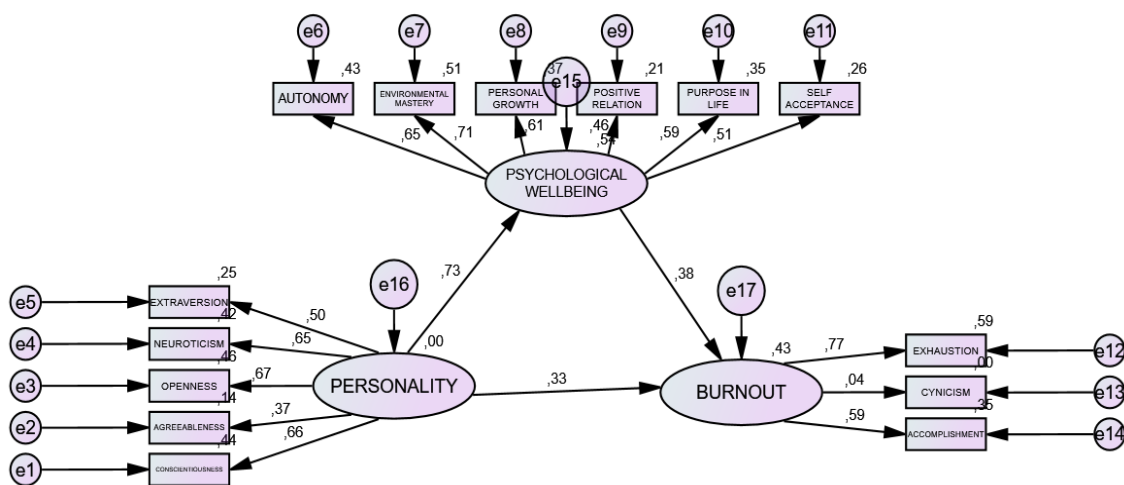 e6 e7 e8 e9 e10 e11
,43 ,51 ,37 ,21 ,35 ,26
e15
AUTONOMY
ENVIRONMENTAL
MASTERY
PERSONAL
GROWTH
POSITIVE
RELATION
PURPOSE IN
LIFE
SELF
ACCEPTANCE
,65 ,71 ,61 ,46 ,54 ,59 ,51
PSYCHOLOGICAL
WELLBEING
,73 ,38
e16 e17
,25
e5 EXTRAVERSION ,50
,42
e4 NEUROTICISM ,65
,46
e3 OPENNESS ,67
,14
e2 AGREEABLENESS ,37
,44
e1 CONSCIENTIOUSNESS ,66
,00
PERSONALITY
,33
,43
BURNOUT
,59
,77 EXHAUSTION e12
,00
,04 CYNICISM e13
,35
,59 ACCOMPLISHMENT e14